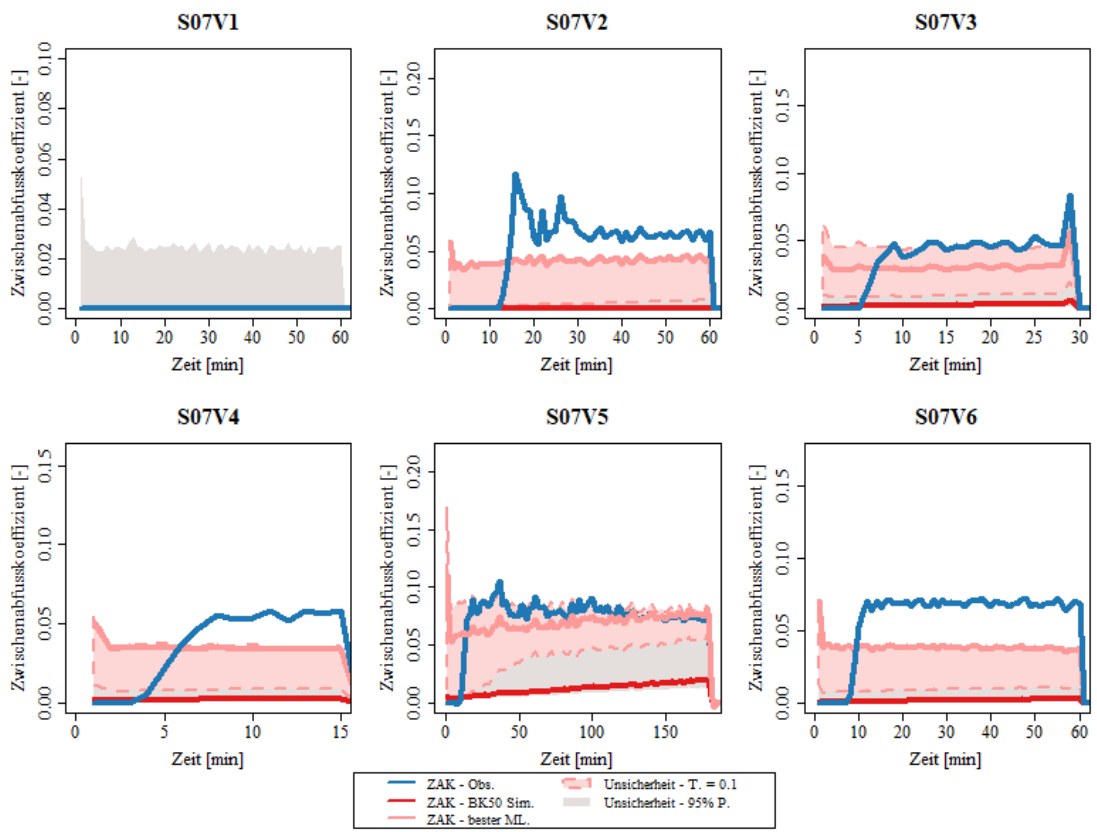 S07V1
S07V2
S07V3
Zwischenabfusskoeffizient [-]
0.00 0.02 0.04 0.06 0.08 0.10
0 10 20 30 40 50 60
Zeit [min]
Zwischenabfusskoeffizient [-]
0.00 0.05 0.10 0.15 0.20
0 10 20 30 40 50 60
Zeit [min]
Zwischenabfusskoeffizient [-]
0.00 0.05 0.10 0.15
0 5 10 15 20 25 30
Zeit [min]
S07V4
S07V5
S07V6
Zwischenabfusskoeffizient [-]
0.00 0.05 0.10 0.15
0 5 10 15
Zeit [min]
Zwischenabfusskoeffizient [-]
0.00 0.05 0.10 0.15 0.20
0 50 100 150
Zeit [min]
Zwischenabfusskoeffizient [-]
0.00 0.05 0.10 0.15
0 10 20 30 40 50 60
Zeit [min]
ZAK - Obs.
ZAK - BK50 Sim.
ZAK - bester ML.
Unsicherheit - T. = 0.1
Unsicherheit - 95% P.